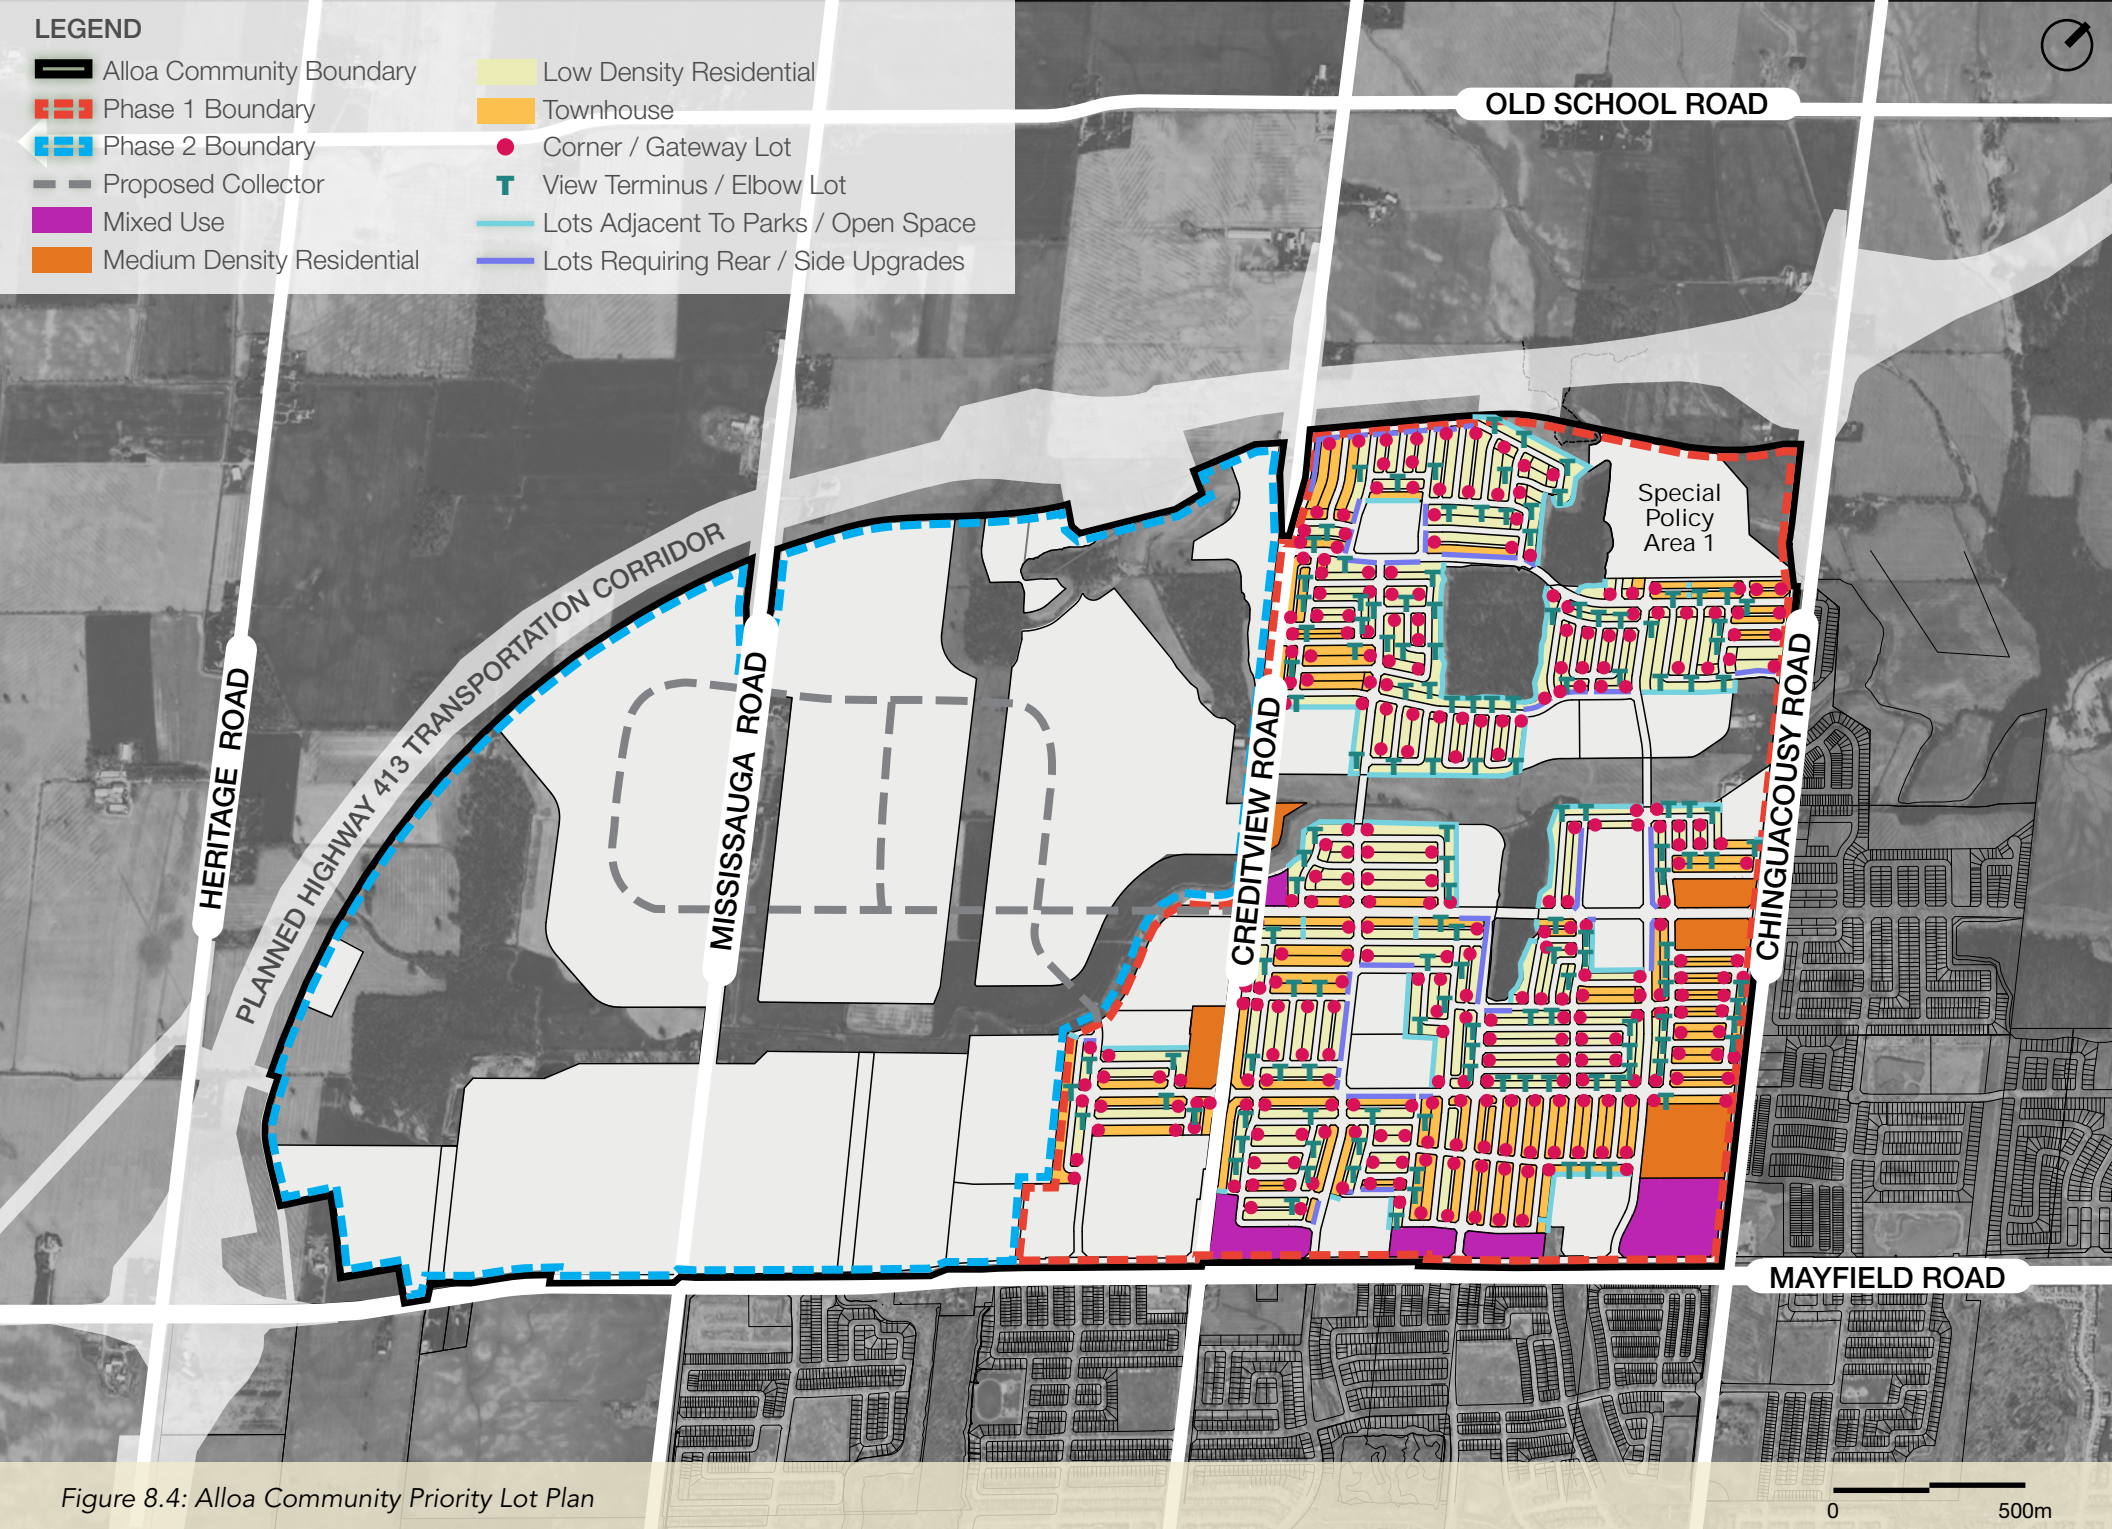 LEGEND
Alloa Community Boundary
Phase 1 Boundary
Phase 2 Boundary
Proposed Collector
Mixed Use
Medium Density Residential
Low Density Residential
Townhouse
Corner / Gateway Lot
View Terminus / Elbow Lot
Lots Adjacent To Parks / Open Space
Lots Requiring Rear / Side Upgrades
OLD SCHOOL ROAD
Special
Policy
Area 1
PLANNED HIGHWAY 413 TRANSPORTATION CORRIDOR
HERITAGE ROAD
MISSISSAUGA ROAD
CREDITVIEW ROAD
CHINGUACOUSY ROAD
MAYFIELD ROAD
Figure 8.4: Alloa Community Priority Lot Plan
0 500m